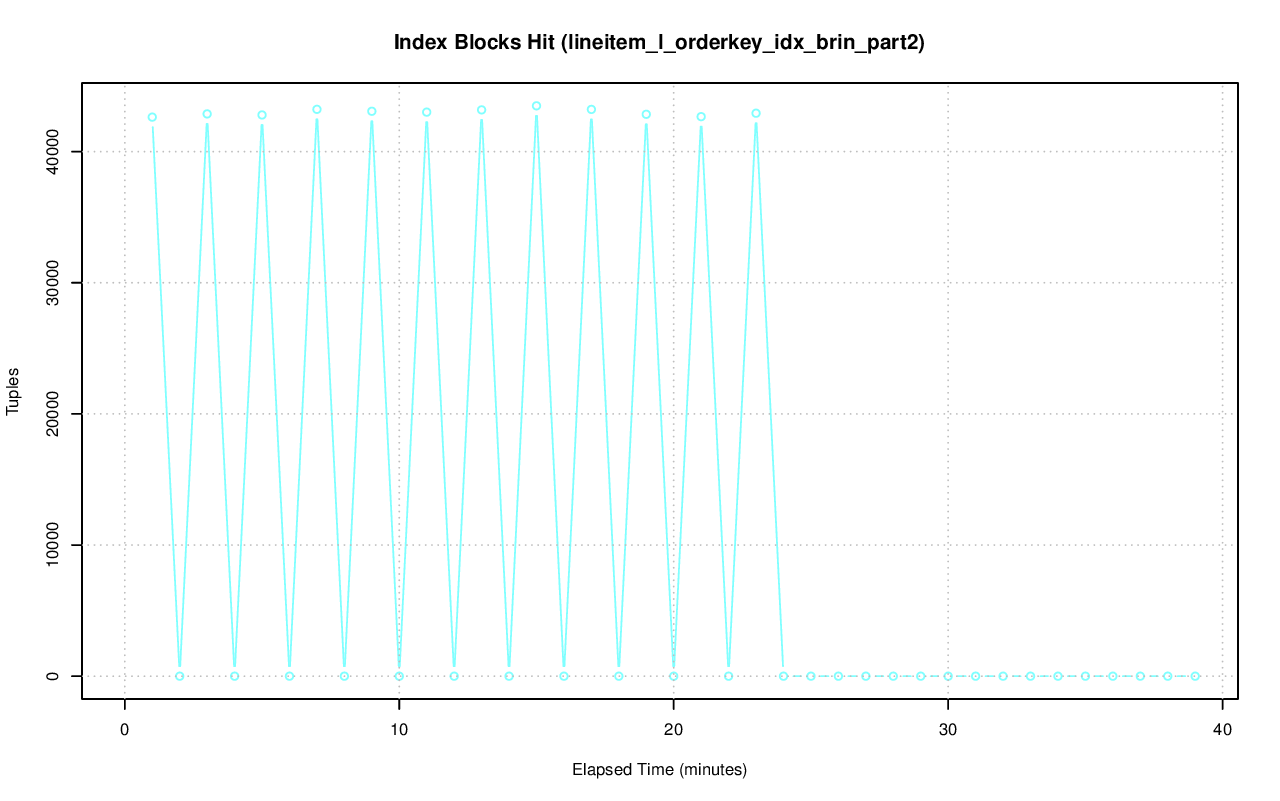 Index Blocks Hit (lineitem_l_orderkey_idx_brin_part2)
Tuples
40000
30000
20000
10000
0
0 10 20 30 40
Elapsed Time (minutes)